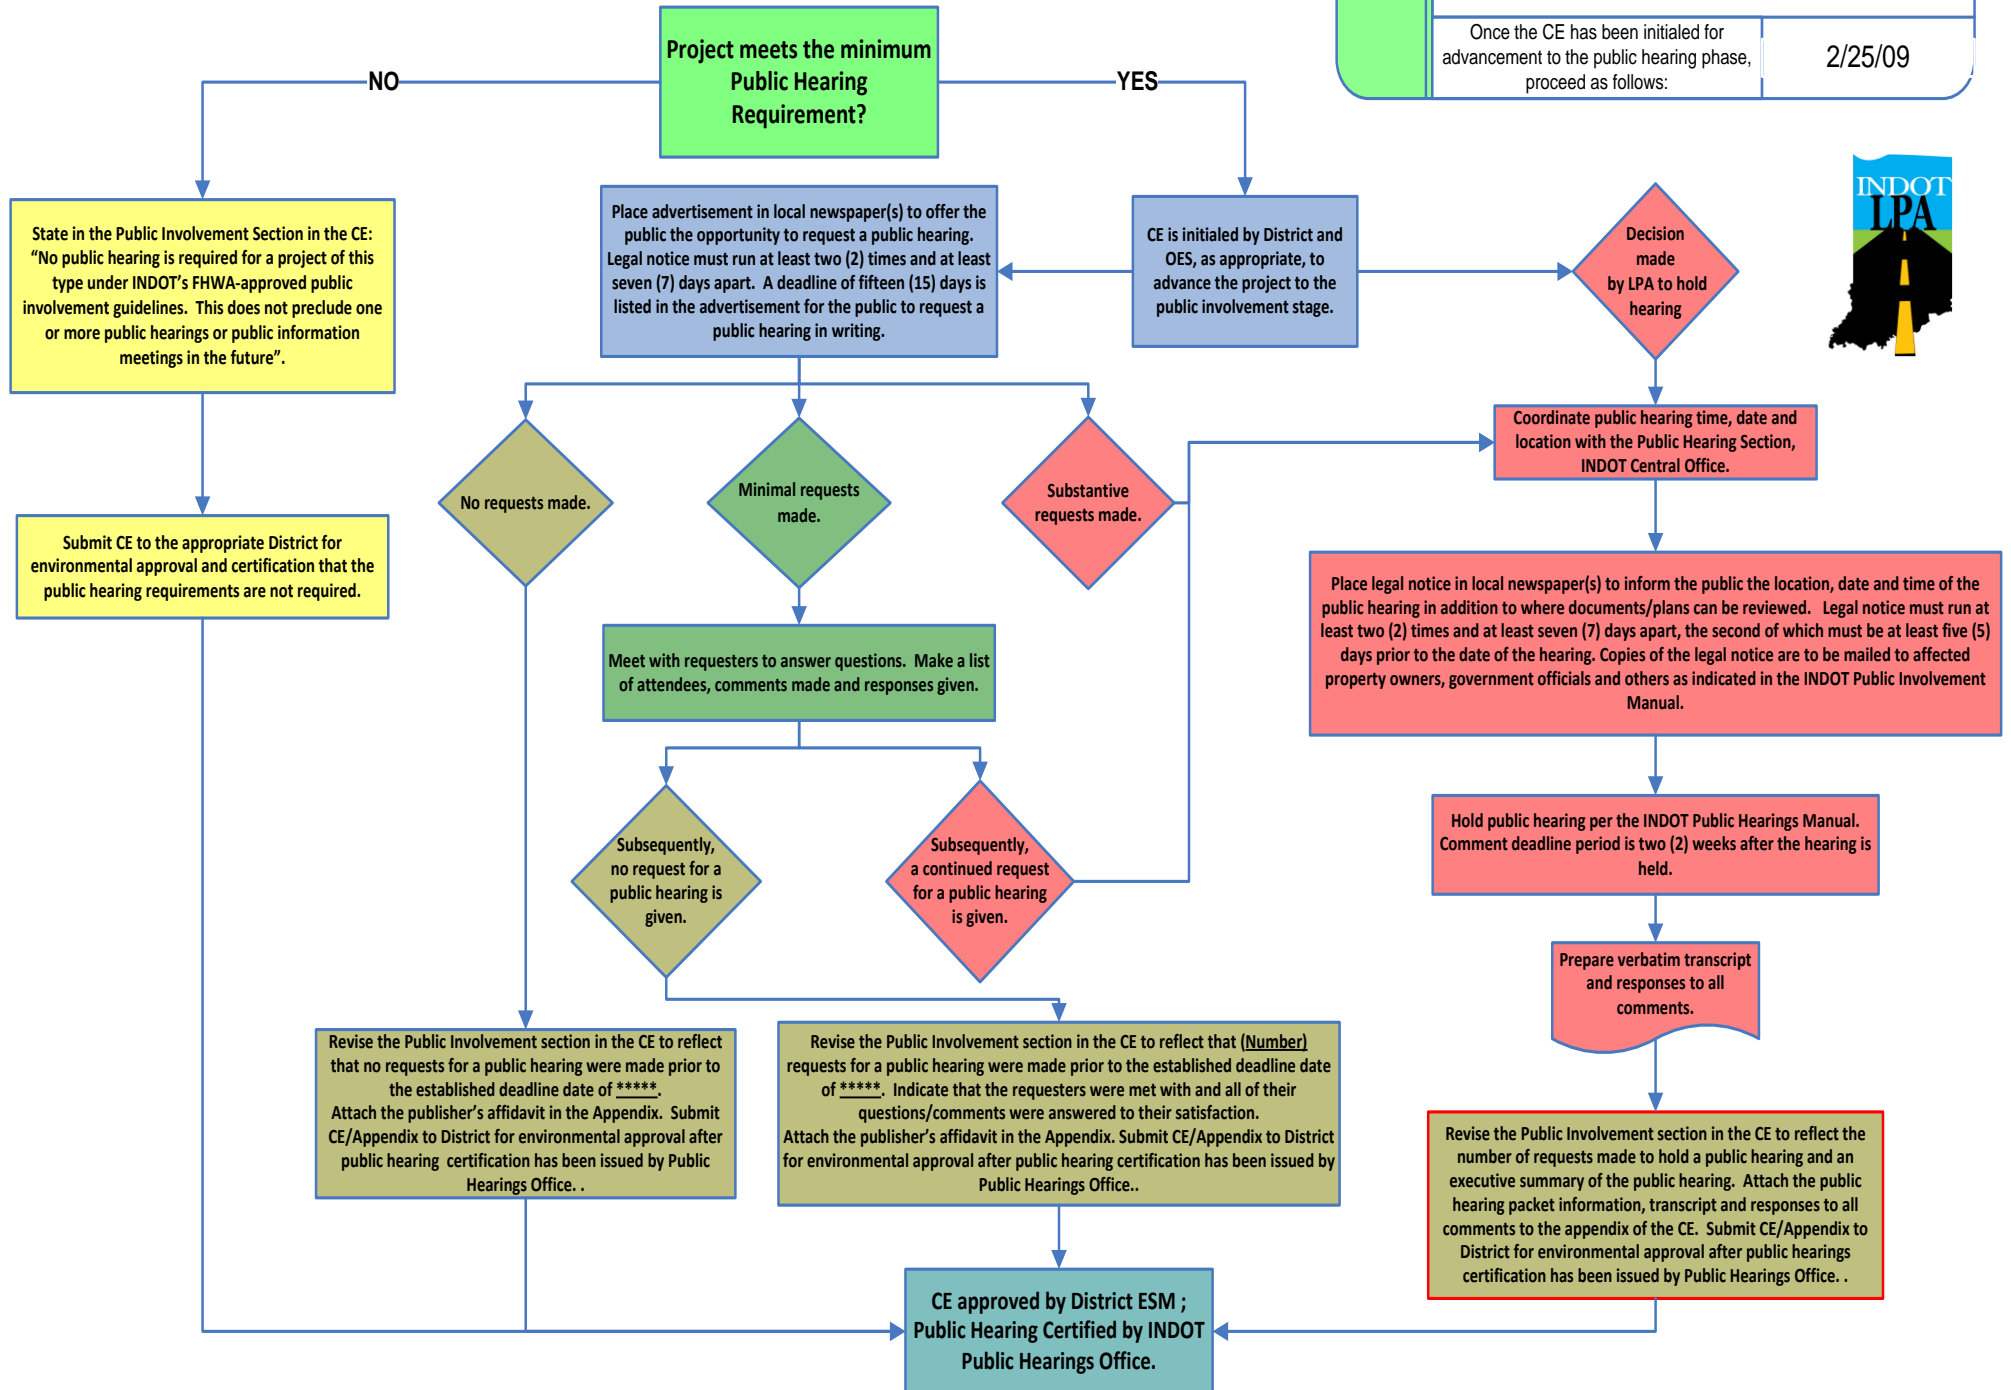 Once the CE has been initialed for
advancement to the public hearing phase,
proceed as follows:
2/25/09
Project meets the minimum
Public Hearing
Requirement?
NO
YES
INDOT
LPA
State in the Public Involvement Section in the CE:
“No public hearing is required for a project of this
type under INDOT’s FHWA-approved public
involvement guidelines.  This does not preclude one
or more public hearings or public information
meetings in the future”.
Place advertisement in local newspaper(s) to offer the
public the opportunity to request a public hearing.
Legal notice must run at least two (2) times and at least
seven (7) days apart.  A deadline of fifteen (15) days is
listed in the advertisement for the public to request a
public hearing in writing.
CE is initialed by District and
OES, as appropriate, to
advance the project to the
public involvement stage.
Decision
made
by LPA to hold
hearing
Coordinate public hearing time, date and
location with the Public Hearing Section,
INDOT Central Office.
No requests made.
Minimal requests
made.
Substantive
requests made.
Submit CE to the appropriate District for
environmental approval and certification that the
public hearing requirements are not required.
Place legal notice in local newspaper(s) to inform the public the location, date and time of the
public hearing in addition to where documents/plans can be reviewed.   Legal notice must run at
least two (2) times and at least seven (7) days apart, the second of which must be at least five (5)
days prior to the date of the hearing. Copies of the legal notice are to be mailed to affected
property owners, government officials and others as indicated in the INDOT Public Involvement
Manual.
Meet with requesters to answer questions.  Make a list
of attendees, comments made and responses given.
Subsequently,
no request for a
public hearing is
given.
Subsequently,
a continued request
for a public hearing
is given.
Hold public hearing per the INDOT Public Hearings Manual.
Comment deadline period is two (2) weeks after the hearing is
held.
Prepare verbatim transcript
and responses to all
comments.
Revise the Public Involvement section in the CE to reflect
that no requests for a public hearing were made prior to
the established deadline date of *****.
Attach the publisher’s affidavit in the Appendix.  Submit
CE/Appendix to District for environmental approval after
public hearing  certification has been issued by Public
Hearings Office. .
Revise the Public Involvement section in the CE to reflect that (Number)
requests for a public hearing were made prior to the established deadline date
of *****.  Indicate that the requesters were met with and all of their
questions/comments were answered to their satisfaction.
Attach the publisher’s affidavit in the Appendix. Submit CE/Appendix to District
for environmental approval after public hearing certification has been issued by
Public Hearings Office..
Revise the Public Involvement section in the CE to reflect the
number of requests made to hold a public hearing and an
executive summary of the public hearing.  Attach the public
hearing packet information, transcript and responses to all
comments to the appendix of the CE.  Submit CE/Appendix to
District for environmental approval after public hearings
certification has been issued by Public Hearings Office. .
CE approved by District ESM ;
Public Hearing Certified by INDOT
Public Hearings Office.